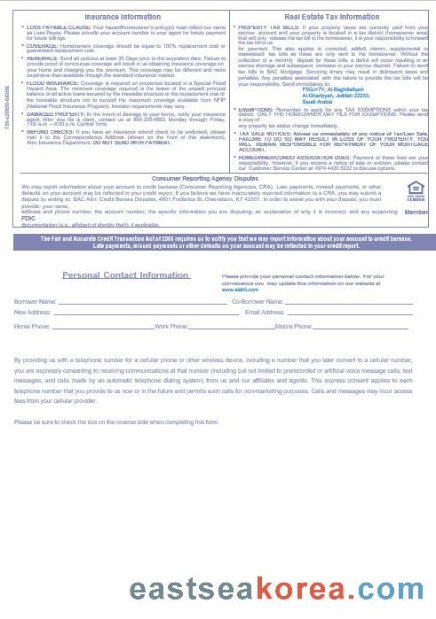 Insurance Information
• LOSS PAYABLE CLAUSE: Your hazard/homeowner's policy(s) must reflect our name
as Loss Payee. Please provide your account number to your agent for timely payment
for future billings.
• COVERAGE: Homeowners coverage should be equal to 100% replacement cost or
guaranteed replacement cost.
• RENEWALS: Send all policies at least 30 Days prior to the expiration date. Failure to
provide proof of continuous coverage will result in us obtaining insurance coverage on
your home and charging you the premium. This coverage may be different and more
expensive than available through the standard insurance market.
• FLOOD INSURANCE: Coverage is required on properties located in a Special Flood
Hazard Area. The minimum coverage required is the lesser of the unpaid principal
balance of all active loans secured by the insurable structure or the replacement cost of
the insurable structure not to exceed the maximum coverage available from NFIP
(National Flood Insurance Program). Investor requirements may vary.
• DAMAGED PROPERTY: In the event of damage to your home, notify your insurance
agent. After you file a claim, contact us at Monday through Friday,
Central Time.
• REFUND CHECKS: If you have an insurance refund check to be endorsed, please
mail it to the Correspondence Address (shown on the front of this statement),
Attn: Insurance Department. DO NOT SEND WITH PAYMENT.
Real Estate Tax Information
• PROPERTY TAX BILLS: If your property taxes are currently paid from your
escrow account and your property is located in a tax district (homeowner area)
that will only release the tax bill to the homeowner, it is your responsibility to forward
the tax bill to us
for payment. This also applies to corrected, added, interim, supplemental or
reassessed tax bills as these are only sent to the homeowner. Without the
collection of a monthly deposit for these bills, a deficit will occur resulting in an
escrow shortage and subsequent increase in your escrow deposit. Failure to send
tax bills to BAC Mortgage Servicing timely may result in delinquent taxes and
penalties. Any penalties associated with the failure to provide the tax bills will be
your responsibility. Send immediately to:
Al-Baghdadiyah
Al-Gharbiyah, Jeddah 22233,
Saudi Arabia
• EXEMPTIONS: Remember to apply for any TAX EXEMPTIONS within your tax
district. ONLY THE HOMEOWNER MAY FILE FOR EXEMPTIONS. Please send
a copy of
any property tax status change immediately.
TAX SALE NOTICES: Advise us immediately of any notice of Tax/Lien Sale.
FAILURE TO DO SO MAY RESULT IN LOSS OF YOUR PROPERTY. YOU
WILL REMAIN RESPONSIBLE FOR REPAYMENT OF YOUR MORTGAGE
ACCOUNT.
• HOMEOWNER/CONDO ASSOCIATION DUES: Payment of these fees are your
responsibility. However, if you receive a notice of sale or eviction, please contact
our Customer Service Center at +974 4420 5222 to discuss options.
Consumer Reporting Agency Disputes
We may report information about your account to credit bureaus (Consumer Reporting Agencies, CRA). Late payments, missed payments, or other
defaults on your account may be reflected in your credit report. If you believe we have inaccurately reported information to a CRA, you may submit a
dispute by writing to: BAC Attn: Credit Bureau Disputes, 4801 Frederica St, Owensboro, KY 42301. In order to assist you with your dispute, you must
provide: your name,
address and phone number, the account number, the specific information you are disputing, an explanation of why it is incorrect; and any supporting
documentation (e.g., affidavit of identity theft), if applicable.
LENDER
Member
FDIC
The Fair and Accurate Credit Transaction Act of 2003 requires us to notify you that we may report information about your account to credit bureaus.
Late payments, missed payments or other defaults on your account may be reflected in your credit report.
Personal Contact Information
Please provide your personal contact information below. For your
convenience you may update this information on our website at
www.alahli.com
Borrower Name: Co-Borrower Name:
New Address: Email Address:
Home Phone: Work Phone: Mobile Phone
By providing us with a telephone number for a cellular phone or other wireless device, including a number that you later convert to a cellular number,
you are expressly consenting to receiving communications at that number (including but not limited to prerecorded or artificial voice message calls, text
messages, and calls made by an automatic telephone dialing system) from us and our affiliates and agents. This express consent applies to each
telephone number that you provide to us now or in the future and permits such calls for non-marketing purposes. Calls and messages may incur access
fees from your cellular provider.
Please be sure to check the box on the reverse side when completing this form.
eastseakorea.com